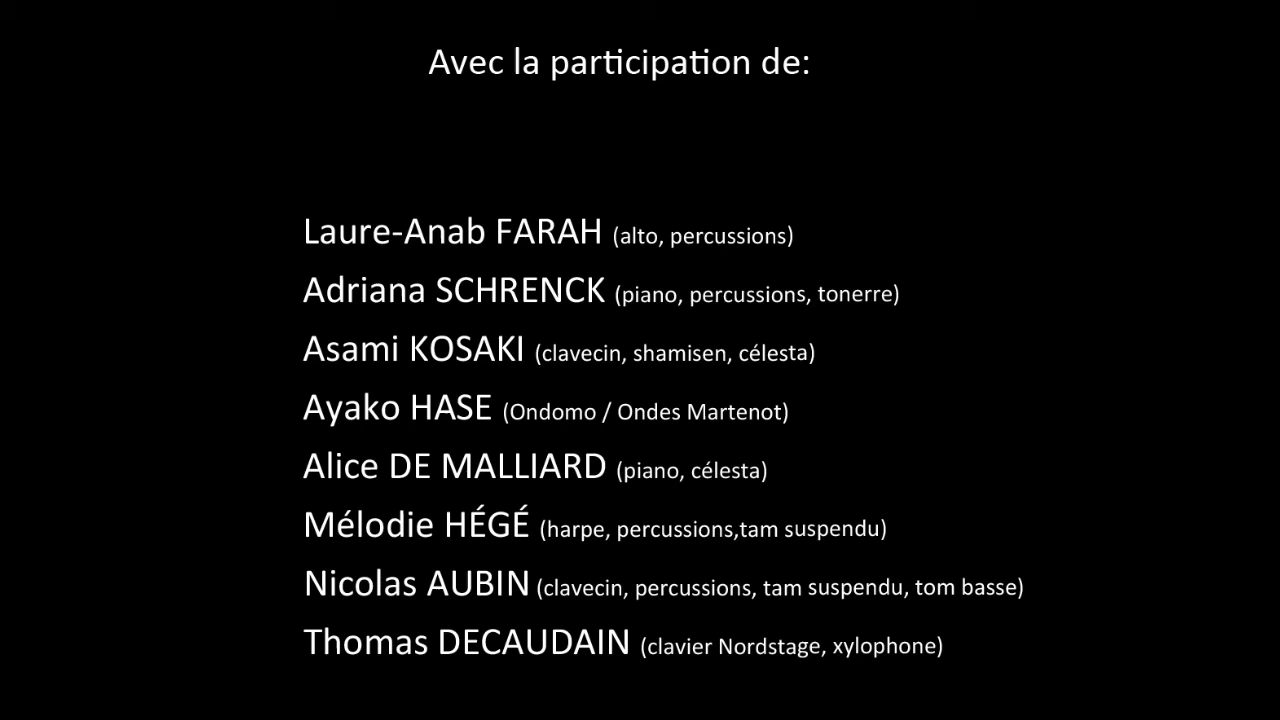 Avec la participation de:
Laure-Anab FARAH (alto, percussions)
Adriana SCHRENCK (piano, percussions, tonerre)
Asami KOSAKI (clavecin, shamisen, célesta)
Ayako HASE (Ondomo / Ondes Martenot)
Alice DE MALLIARD (piano, célesta)
Mélodie HÉGÉ (harpe, percussions,tam suspendu)
Nicolas AUBIN (clavecin, percussions, tam suspendu, tom basse)
Thomas DECAUDAIN (clavier Nordstage, xylophone)